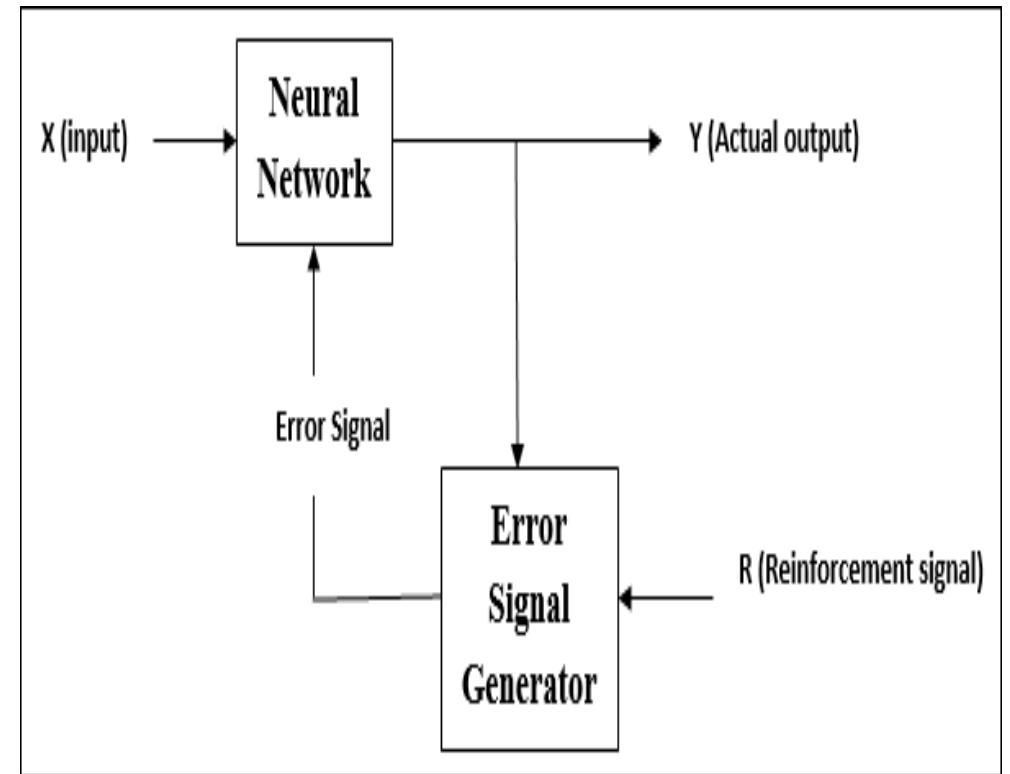 Neural
Network
X (input)
Y (Actual output)
Error Signal
Error
Signal
Generator
R (Reinforcement signal)